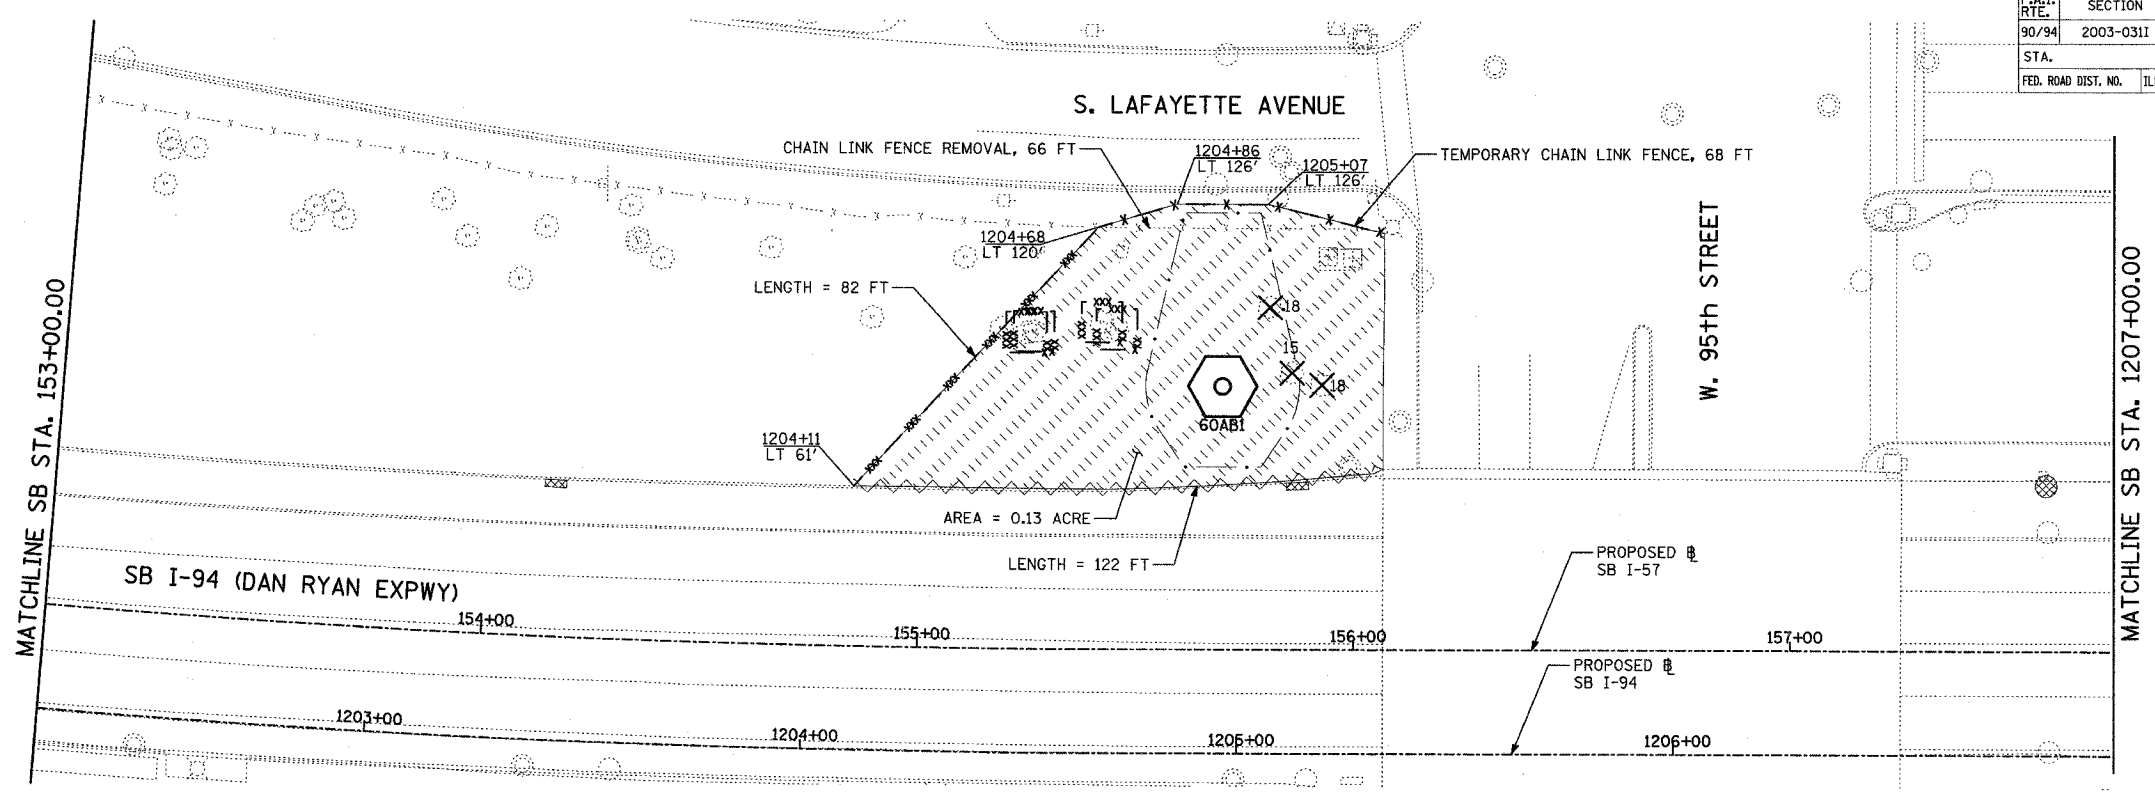 F.A.I.
RTE.
SECTION
90/94
2003-031I
STA.
FED. ROAD DIST. NO.
S. LAFAYETTE AVENUE
CHAIN LINK FENCE REMOVAL, 66 FT
1204+86
LT 126'
1205+07
LT 126'
TEMPORARY CHAIN LINK FENCE, 68 FT
1204+68
LT 120'
LENGTH = 82 FT
18
15
18
60AB1
1204+11
LT 61'
AREA = 0.13 ACRE
LENGTH = 122 FT
W. 95th STREET
MATCHLINE SB STA. 153+00.00
MATCHLINE SB STA. 1207+00.00
SB I-94 (DAN RYAN EXPWY)
PROPOSED ℄
SB I-57
154+00
155+00
156+00
157+00
PROPOSED ℄
SB I-94
1203+00
1204+00
1205+00
1206+00